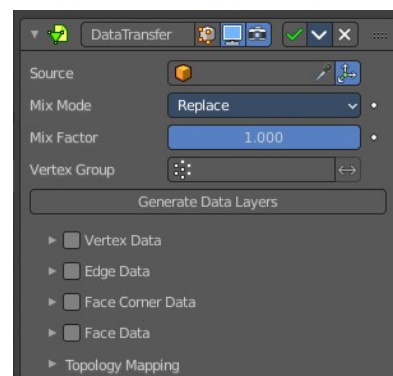 DataTransfer
Source
Mix Mode Replace
Mix Factor 1.000
Vertex Group
Generate Data Layers
Vertex Data
Edge Data
Face Corner Data
Face Data
Topology Mapping